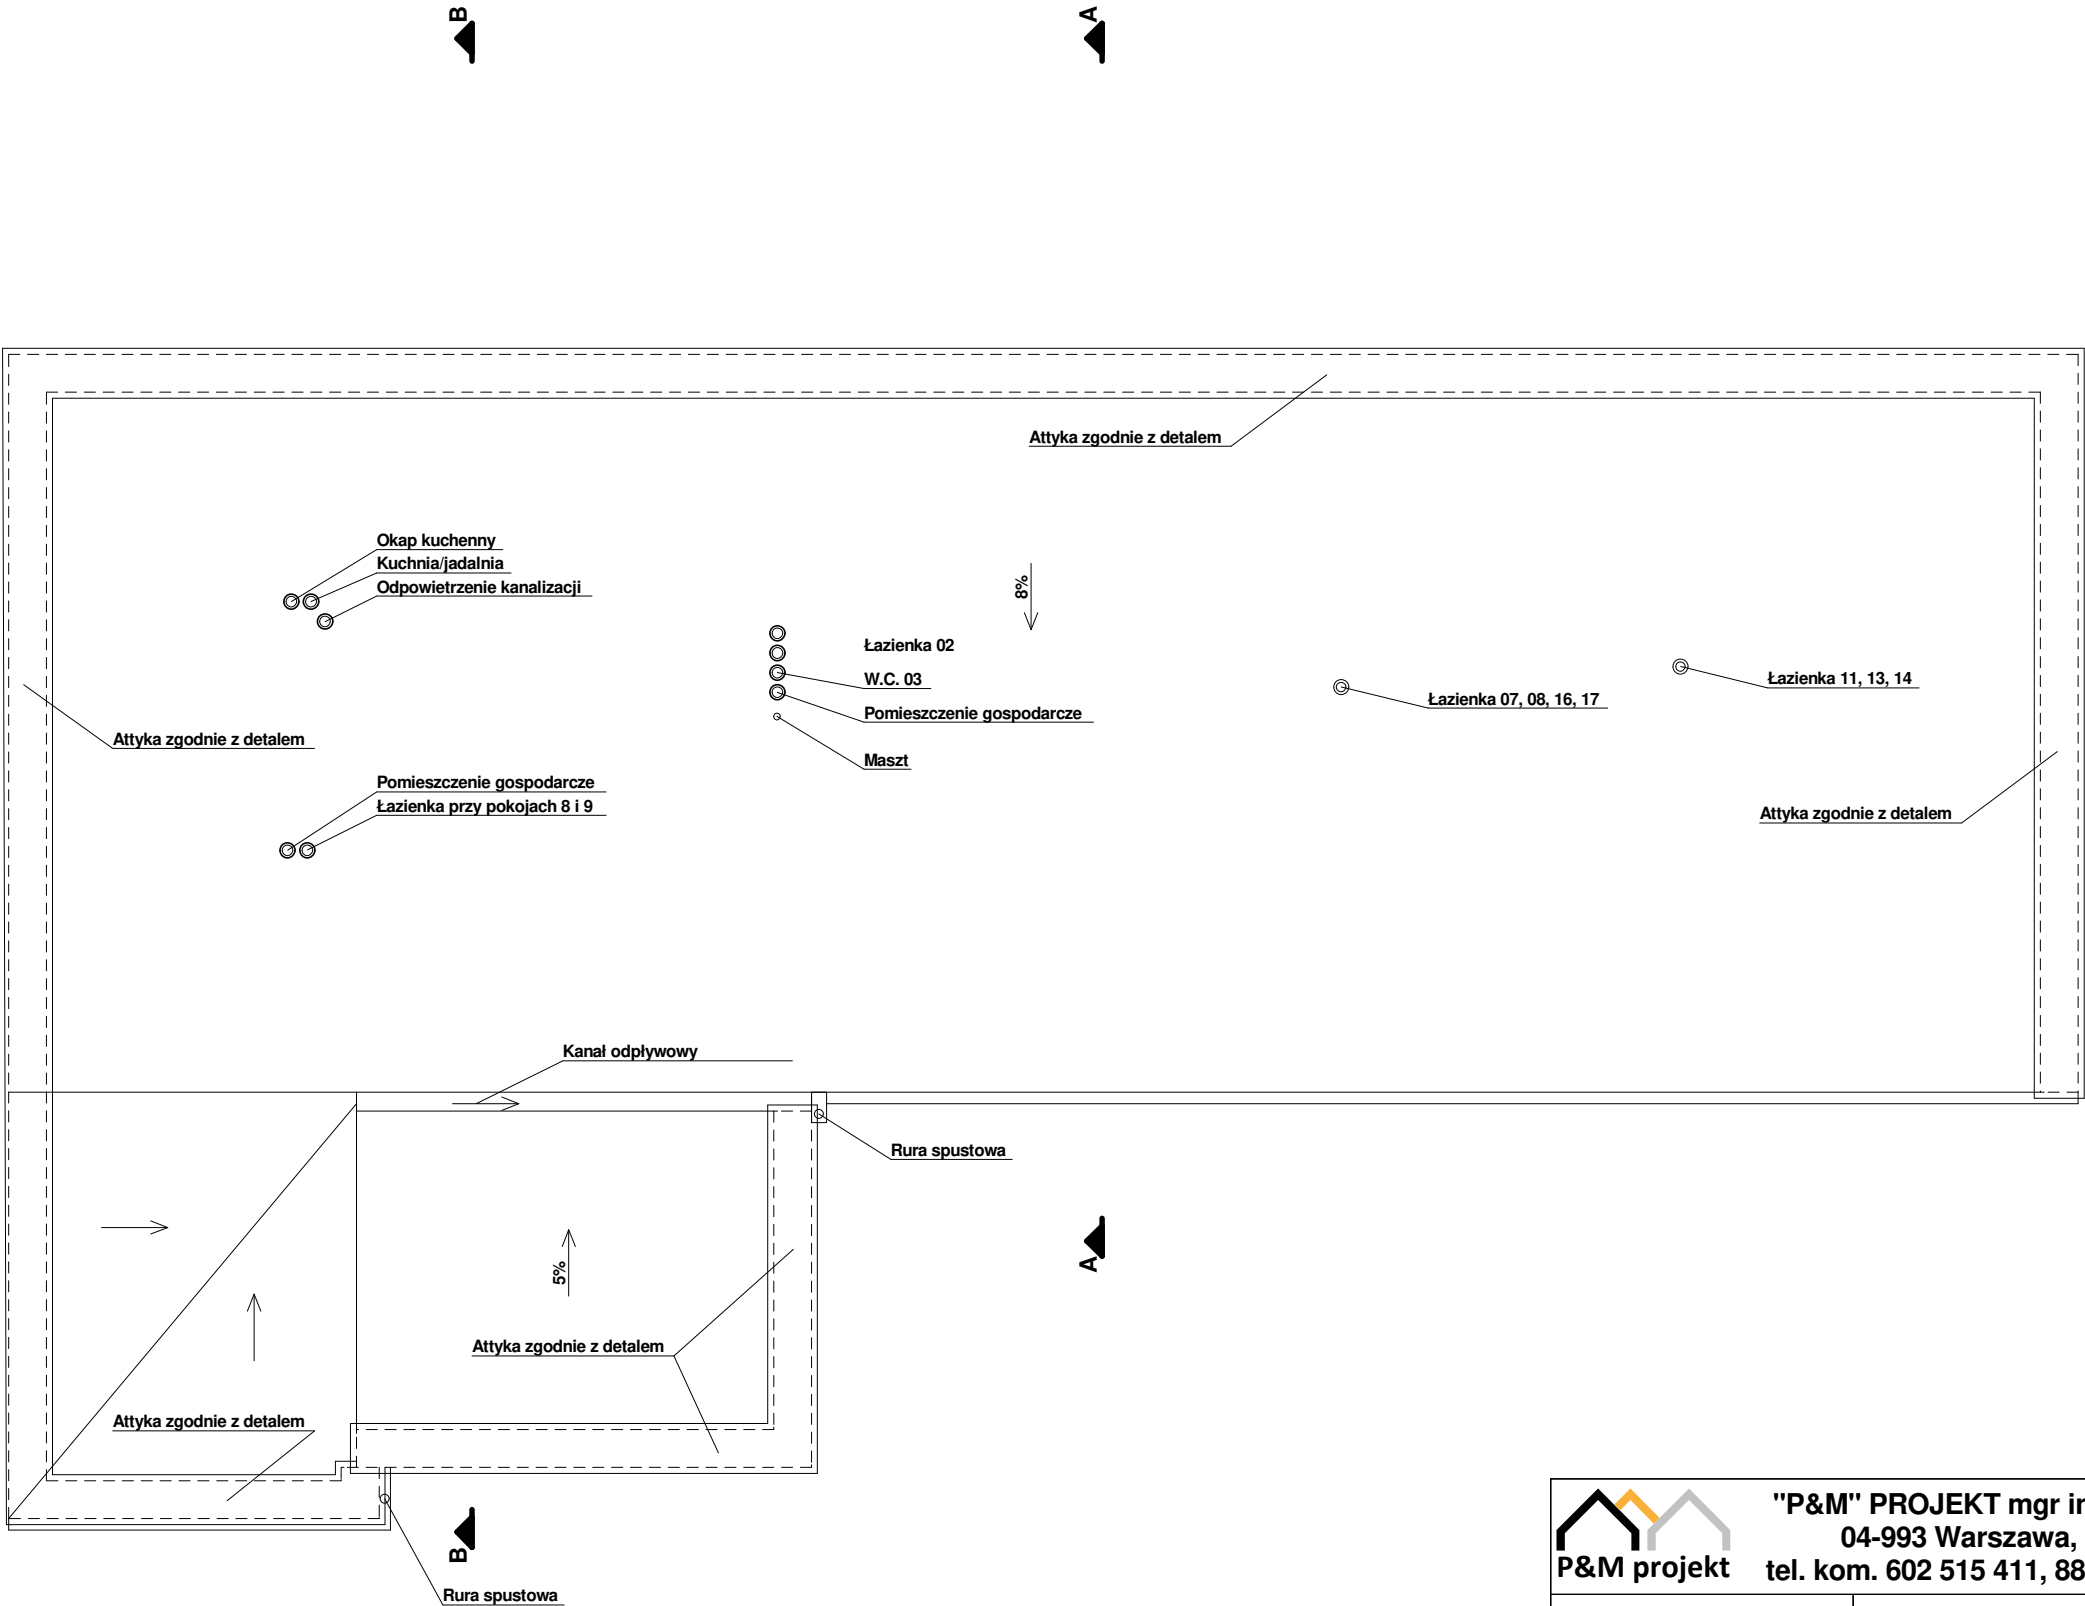 B
A
Attyka zgodnie z detalem
Okap kuchenny
Kuchnia/jadalnia
Odpowietrzenie kanalizacji
8%
Łazienka 02
W.C. 03
Łazienka 11, 13, 14
Łazienka 07, 08, 16, 17
Pomieszczenie gospodarcze
Attyka zgodnie z detalem
Maszt
Pomieszczenie gospodarcze
Łazienka przy pokojach 8 i 9
Attyka zgodnie z detalem
Kanał odpływowy
Rura spustowa
A
5%
Attyka zgodnie z detalem
Attyka zgodnie z detalem
B
Rura spustowa
P&M projekt
"P&M" PROJEKT mgr
04-993 Warszawa,
tel. kom. 602 515 411, 88